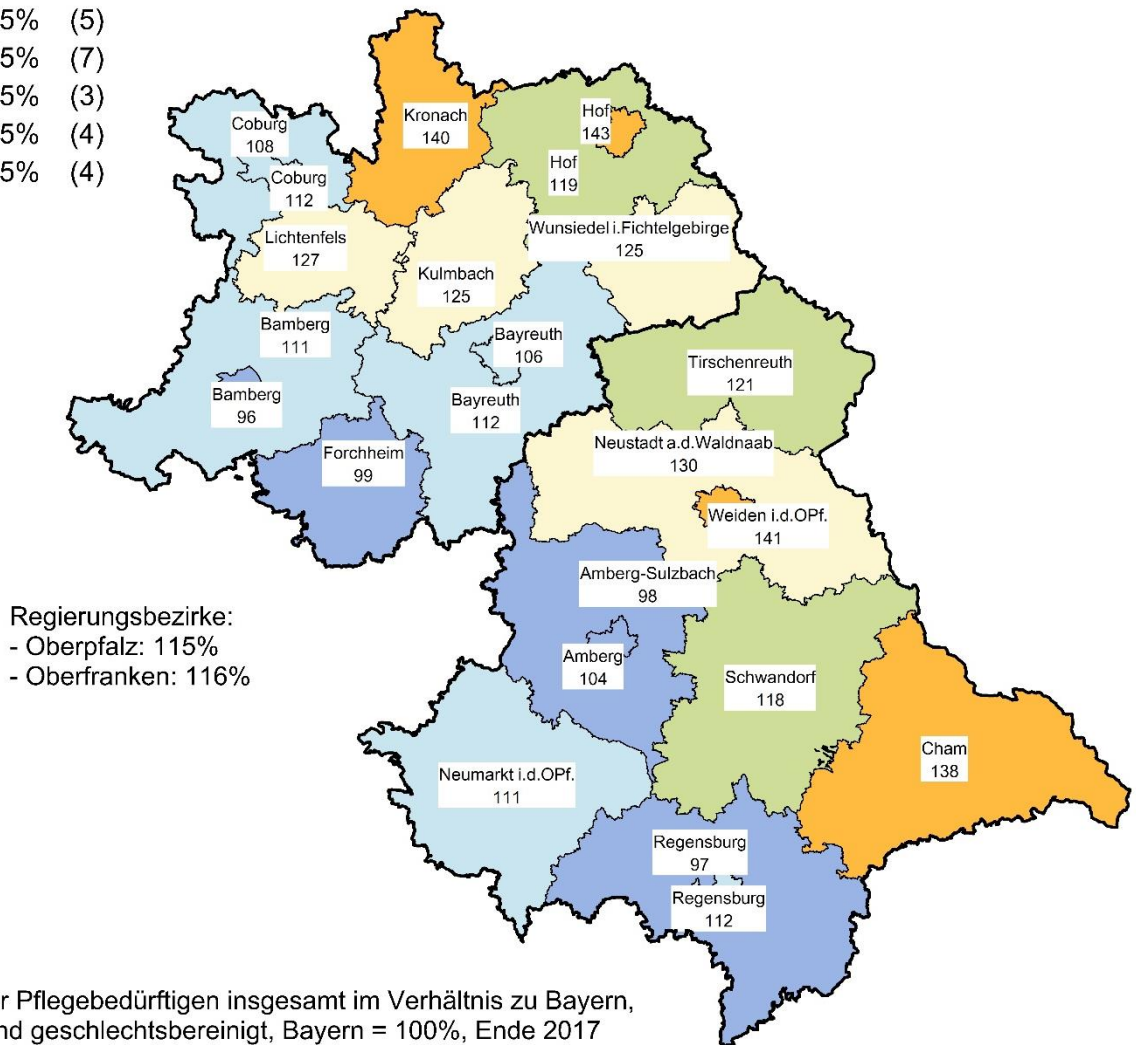 5% (5)
5% (7)
5% (3)
5% (4)
5% (4)
Kronach
140
Hof
143
Coburg
108
Hof
119
Coburg
112
Wunsiedel i.Fichtelgebirge
125
Lichtenfels
127
Kulmbach
125
Bamberg
111
Bayreuth
106
Tirschenreuth
121
Bamberg
96
Bayreuth
112
Neustadt a.d.Waldnaab
130
Forchheim
99
Weiden i.d.OPf.
141
Amberg-Sulzbach
98
Regierungsbezirke:
- Oberpfalz: 115%
- Oberfranken: 116%
Amberg
104
Schwandorf
118
Cham
138
Neumarkt i.d.OPf.
111
Regensburg
97
Regensburg
112
r Pflegebedürftigen insgesamt im Verhältnis zu Bayern,
nd geschlechtsbereinigt, Bayern = 100%, Ende 2017